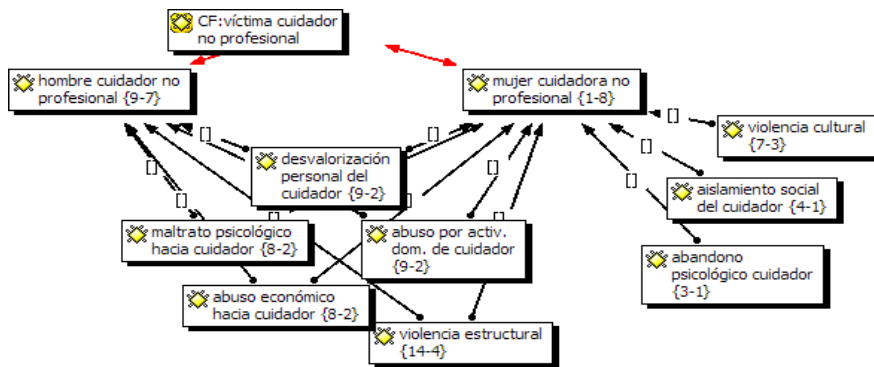 CF:víctima cuidador
no profesional
hombre cuidador no
profesional {9-7}
mujer cuidadora no
profesional {1-8}
[]
[]
[]
violencia cultural
{7-3}
desvalorización
personal del
cuidador {9-2}
[]
[]
[]
[]
[]
aislamiento social
del cuidador {4-1}
maltrato psicológico
hacia cuidador {8-2}
[]
abuso por activ.
dom. de cuidador
{9-2}
[]
abandono
psicológico cuidador
{3-1}
abuso económico
hacia cuidador {8-2}
violencia estructural
{14-4}